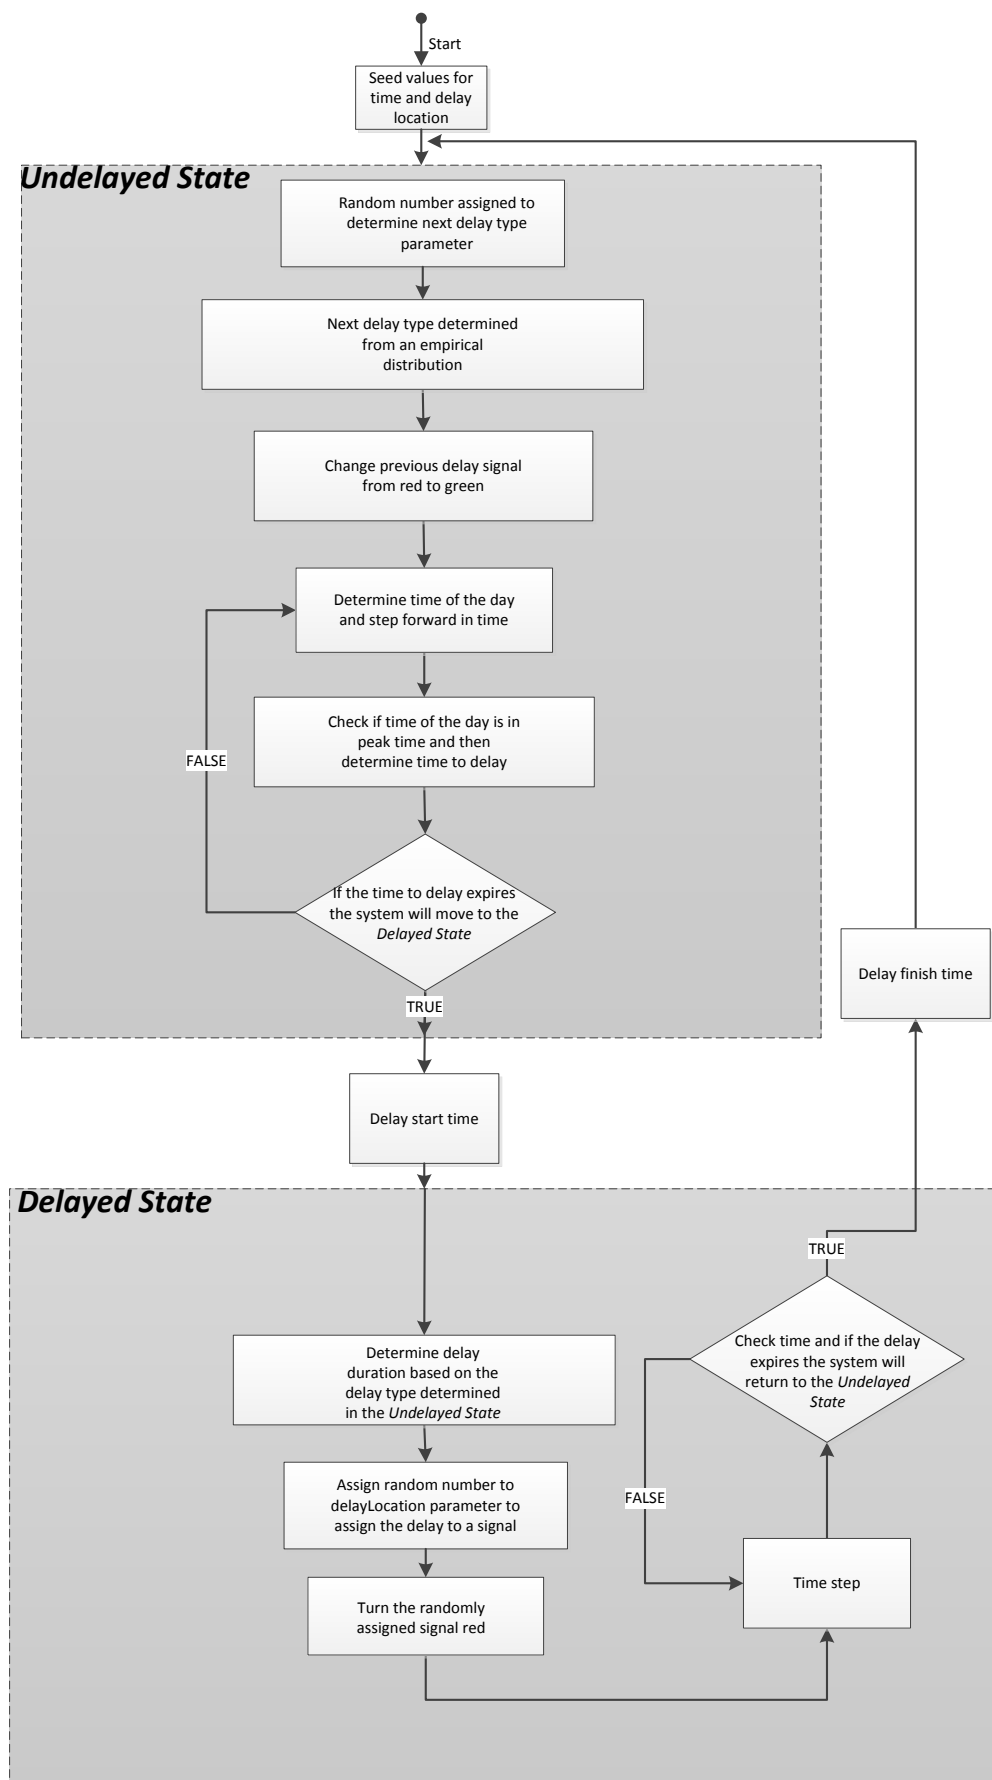 Start
Seed values for
time and delay
location
Undelayed State
Random number assigned to
determine next delay type
parameter
Next delay type determined
from an empirical
distribution
Change previous delay signal
from red to green
Determine time of the day
and step forward in time
Check if time of the day is in
peak time and then
determine time to delay
FALSE
If the time to delay expires
the system will move to the
Delayed State
TRUE
Delay finish time
Delay start time
Delayed State
Determine delay
duration based on the
delay type determined
in the Undelayed State
Assign random number to
delayLocation parameter to
assign the delay to a signal
Turn the randomly
assigned signal red
TRUE
Check time and if the delay
expires the system will
return to the Undelayed
State
FALSE
Time step